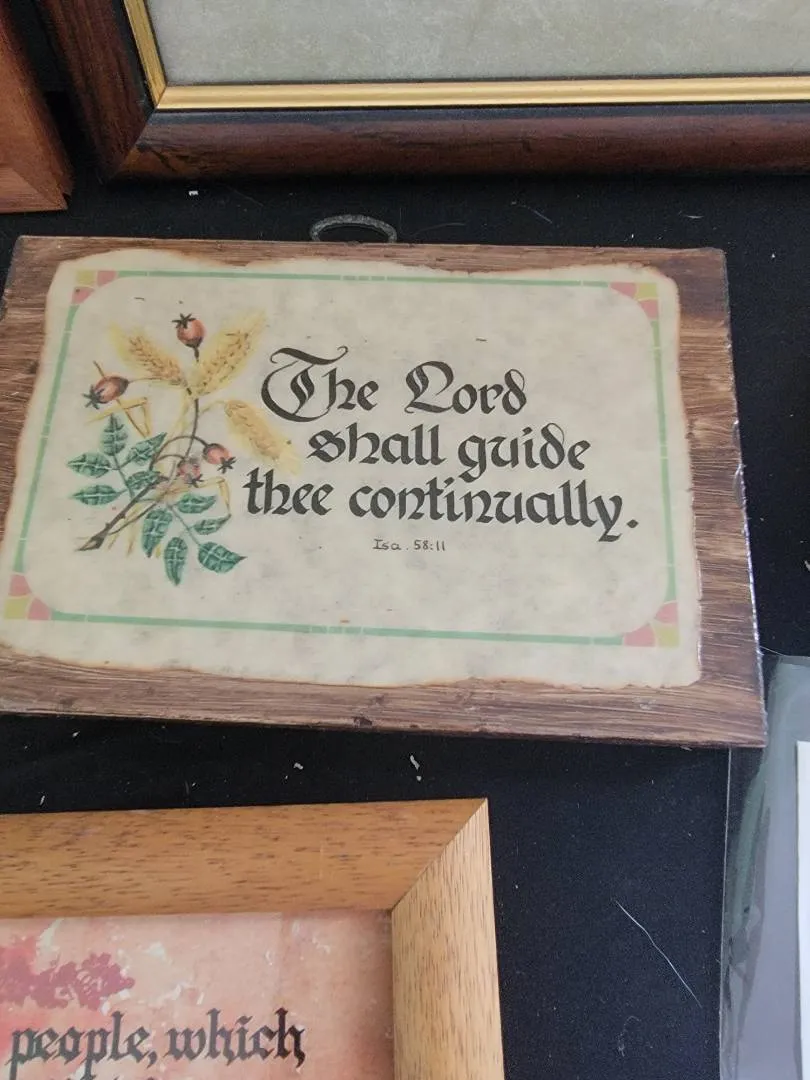 The Lord
shall guide
thee continually.
Isa. 58:11
people, which